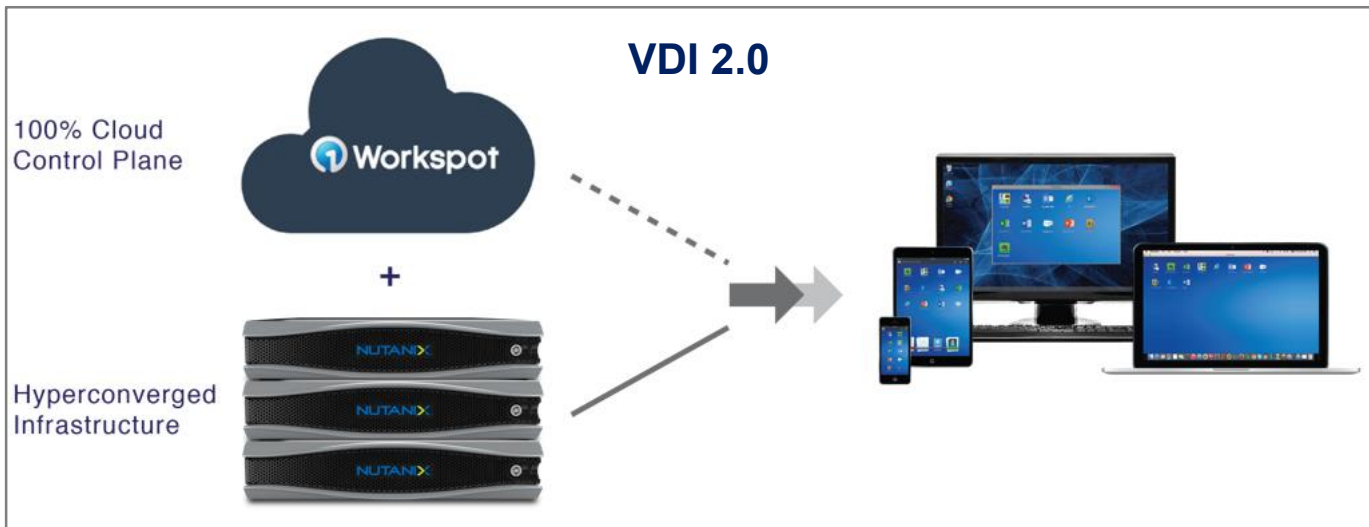 VDI 2.0
100% Cloud
Control Plane
Workspot
+
Hyperconverged
Infrastructure
NUTANIX
NUTANIX
NUTANIX